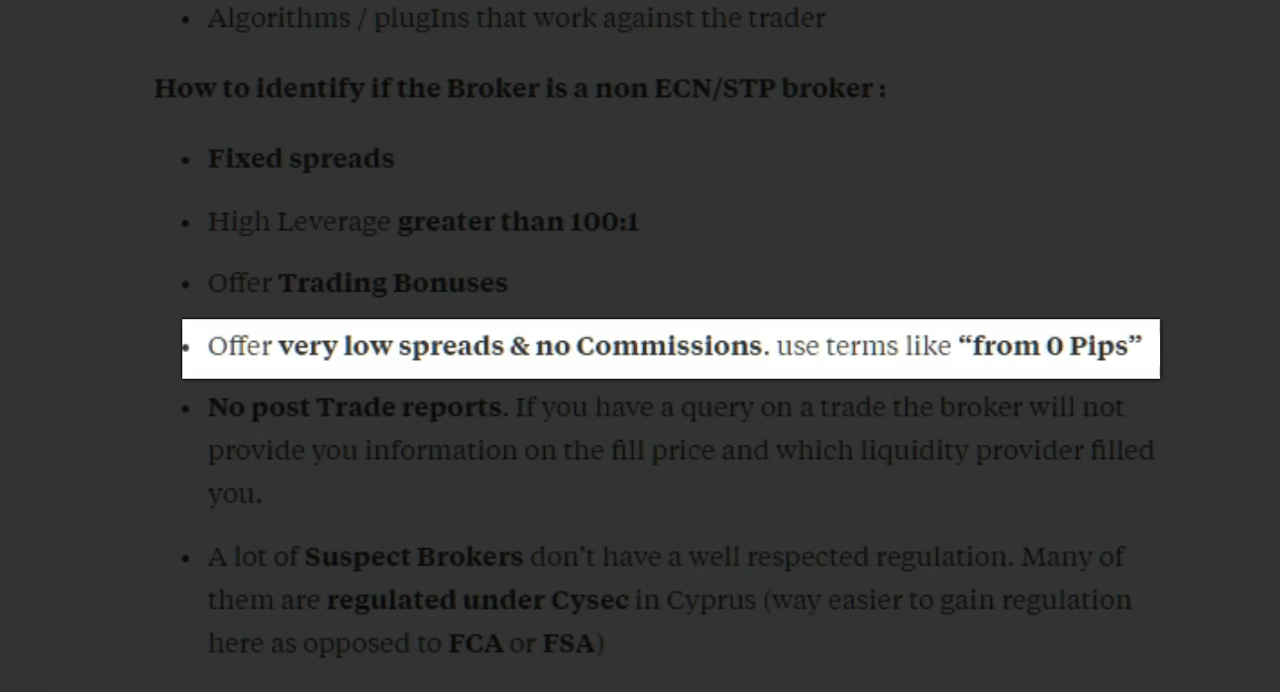 • Algorithms / plugIns that work against the trader
How to identify if the Broker is a non ECN/STP broker :
• Fixed spreads
• High Leverage greater than 100:1
• Offer Trading Bonuses
• Offer very low spreads & no Commissions. use terms like “from 0 Pips”
• No post Trade reports. If you have a query on a trade the broker will not
provide you information on the fill price and which liquidity provider filled
you.
• A lot of Suspect Brokers don’t have a well respected regulation. Many of
them are regulated under Cysec in Cyprus (way easier to gain regulation
here as opposed to FCA or FSA)